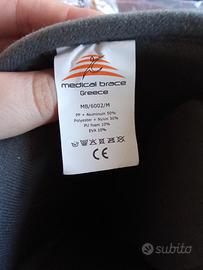 medical brace
Greece
MB/6002/M
PP + Aluminum 50%
Polyester + Nylon 30%
PU foam 10%
EVA 10%
CE
subito